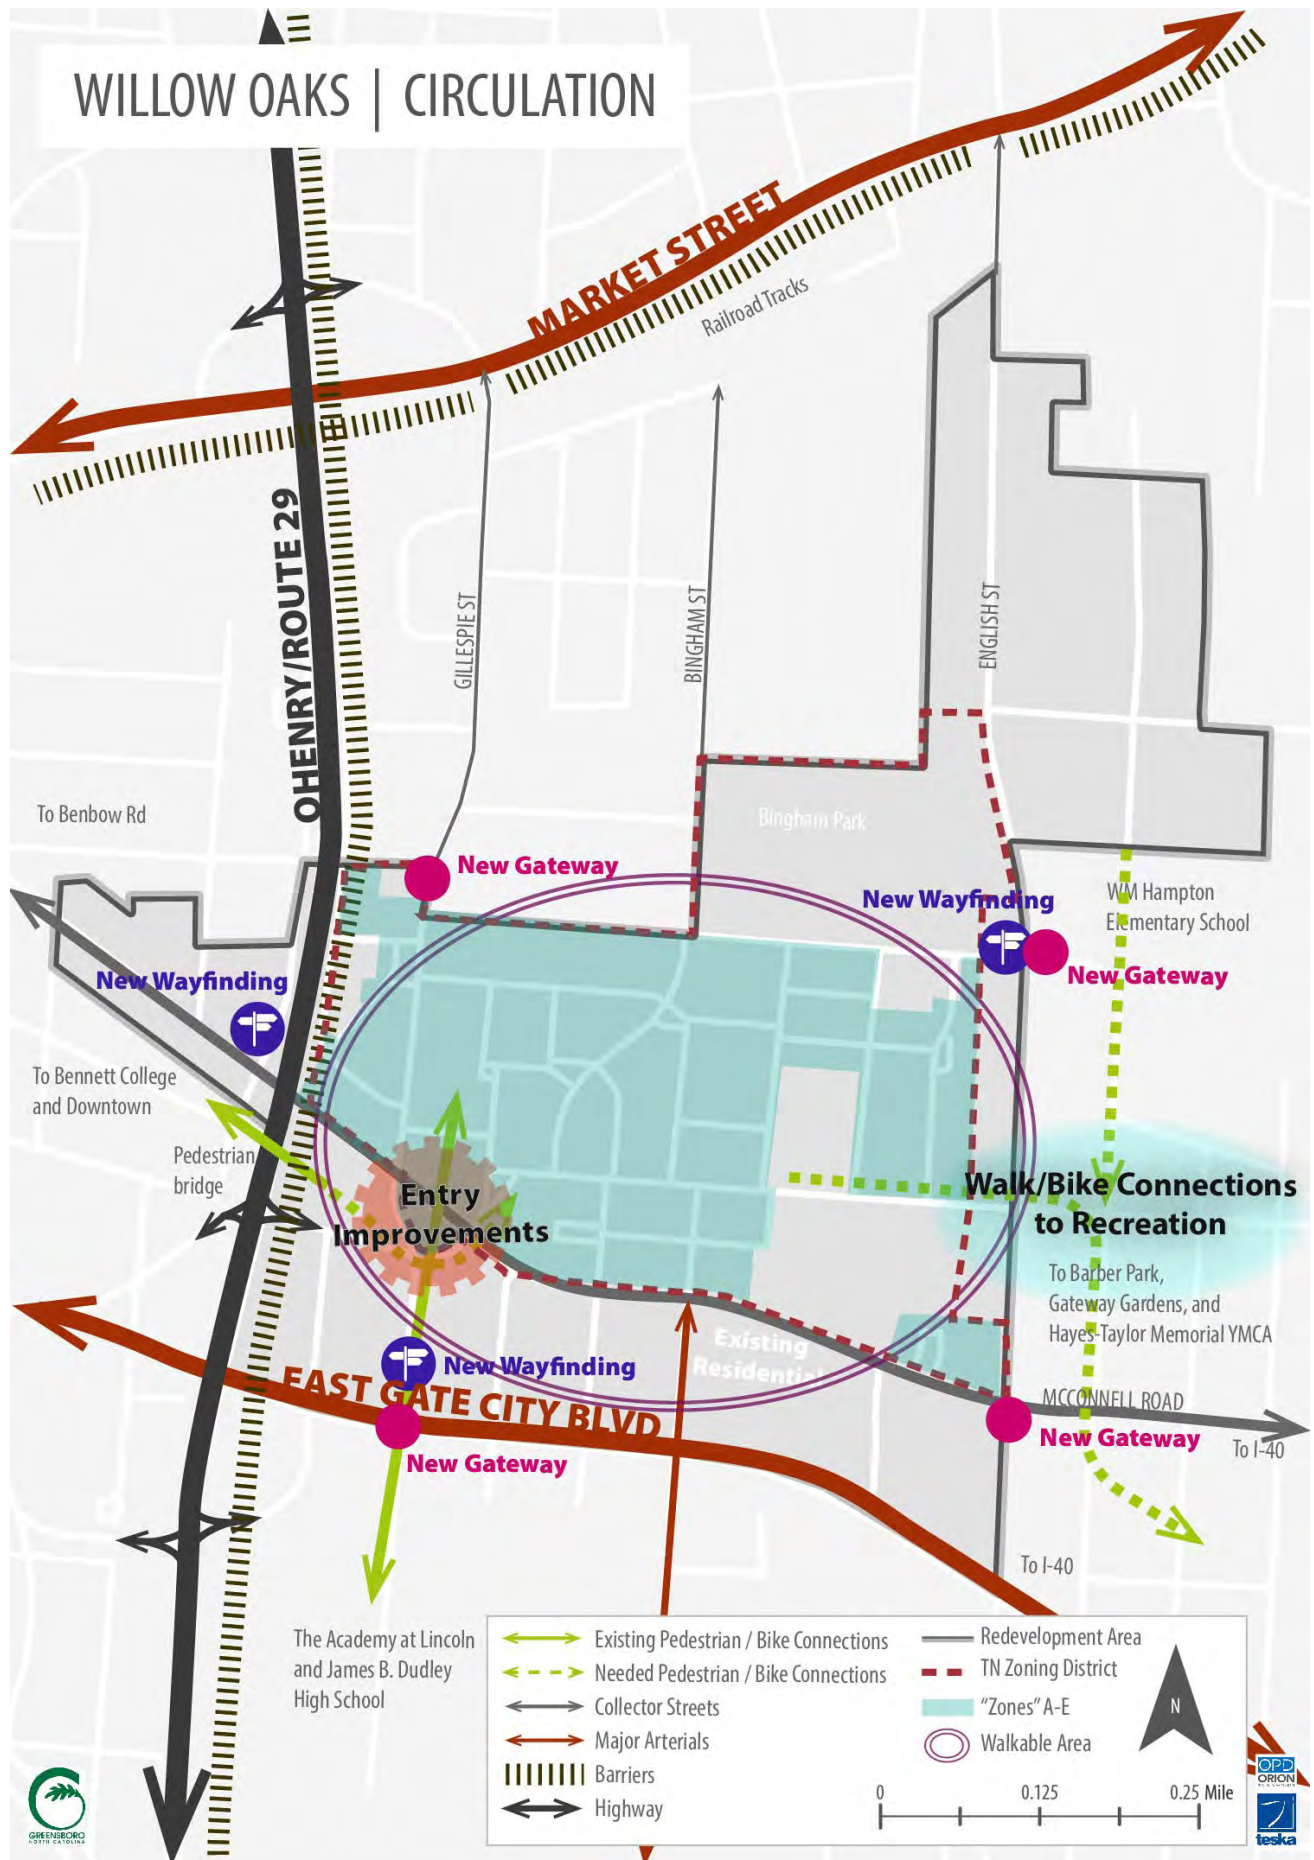 WILLOW OAKS | CIRCULATION
MARKET STREET
Railroad Tracks
OHENRY/ROUTE 29
GILLESPIE ST
BINGHAM ST
ENGLISH ST
To Benbow Rd
Bingham Park
New Gateway
New Wayfinding
WM Hampton
Elementary School
New Gateway
New Wayfinding
To Bennett College
and Downtown
Pedestrian
bridge
Entry
Improvements
Walk/Bike Connections
to Recreation
To Barber Park,
Gateway Gardens, and
Hayes-Taylor Memorial YMCA
Existing
Residential
New Wayfinding
EAST GATE CITY BLVD
MCCONNELL ROAD
New Gateway
To I-40
New Gateway
To I-40
The Academy at Lincoln
and James B. Dudley
High School
Existing Pedestrian / Bike Connections
Needed Pedestrian / Bike Connections
Collector Streets
Major Arterials
Barriers
Highway
Redevelopment Area
TN Zoning District
"Zones" A-E
Walkable Area
N
0 0.125 0.25 Mile
GREENSBORO
NORTH CAROLINA
OPD
ORION
teska